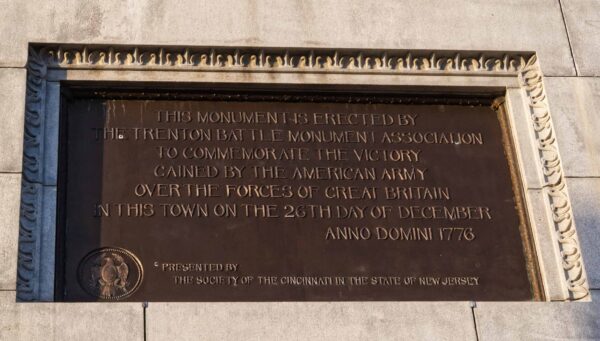 THIS MONUMENT IS ERECTED BY
THE TRENTON BATTLE MONUMENT ASSOCIATION
TO COMMEMORATE THE VICTORY
GAINED BY THE AMERICAN ARMY
OVER THE FORCES OF GREAT BRITAIN
IN THIS TOWN ON THE 26TH DAY OF DECEMBER
ANNO DOMINI 1776
PRESENTED BY
THE SOCIETY OF THE CINCINNATI IN THE STATE OF NEW JERSEY